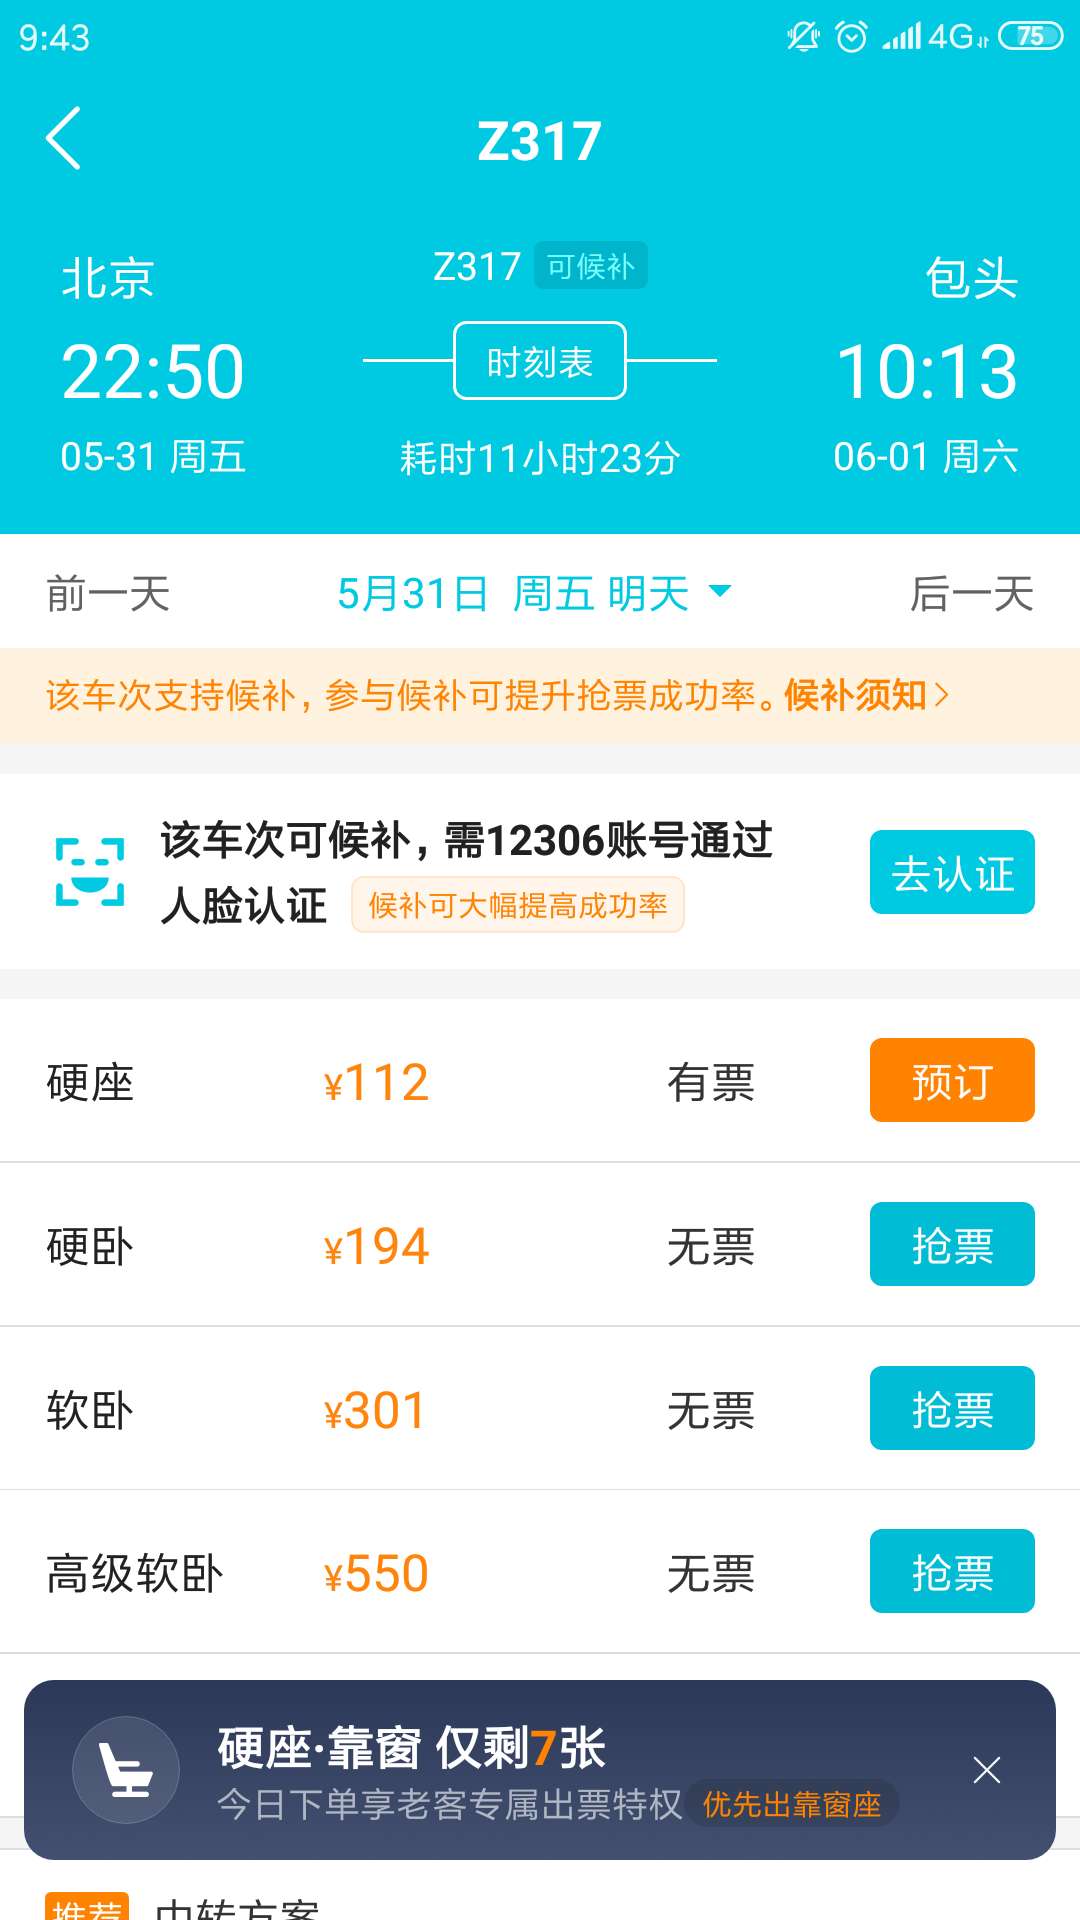 9:43 4G 75
Z317
北京 Z317 可候补 包头
22:50 时刻表 10:13
05-31 周五 耗时11小时23分 06-01 周六
前一天 5月31日 周五 明天 后一天
该车次支持候补，参与候补可提升抢票成功率。候补须知
该车次可候补，需12306账号通过
人脸认证 候补可大幅提高成功率
去认证
硬座 ¥112 有票 预订
硬卧 ¥194 无票 抢票
软卧 ¥301 无票 抢票
高级软卧 ¥550 无票 抢票
硬座·靠窗 仅剩7张
今日下单享老客专属出票特权 优先出靠窗座
推荐 中转方案